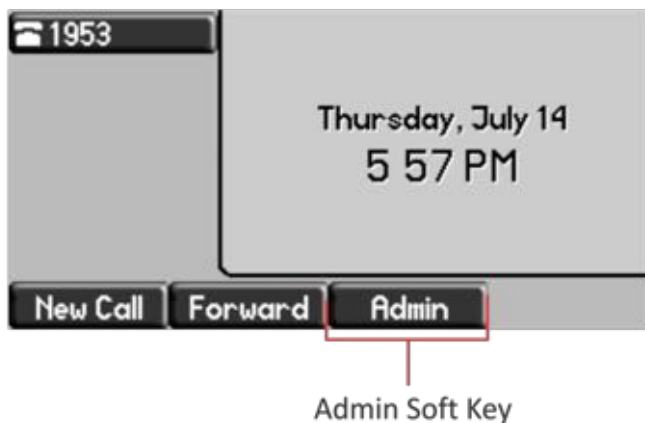 1953
Thursday, July 14
5 57 PM
New Call Forward Admin
Admin Soft Key